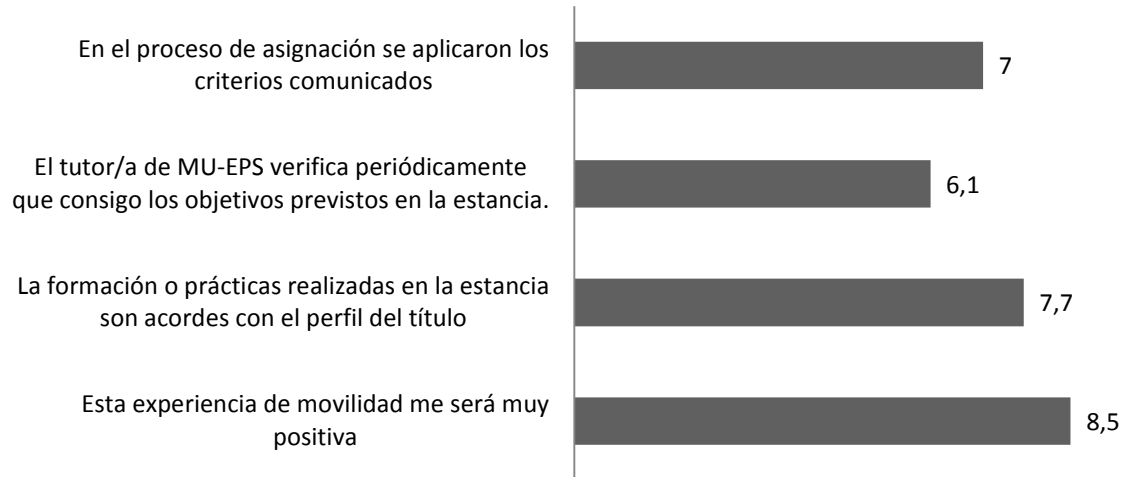 En el proceso de asignación se aplicaron los
criterios comunicados
7
El tutor/a de MU-EPS verifica periódicamente
que consigo los objetivos previstos en la estancia.
6,1
La formación o prácticas realizadas en la estancia
son acordes con el perfil del título
7,7
Esta experiencia de movilidad me será muy
positiva
8,5